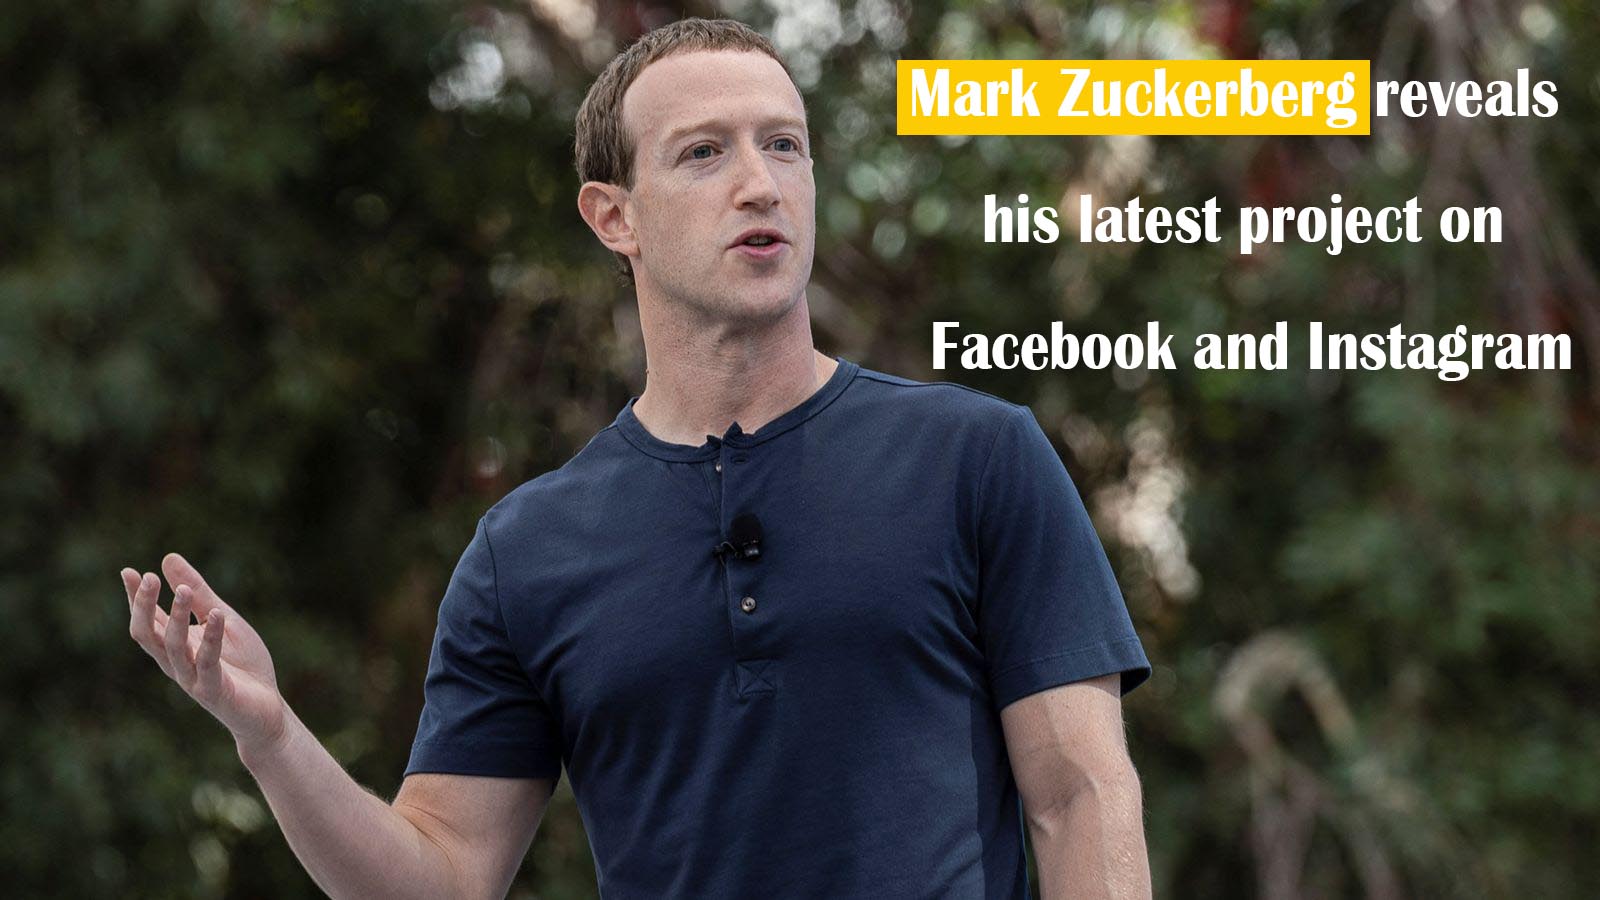 Mark Zuckerberg reveals
his latest project on
Facebook and Instagram